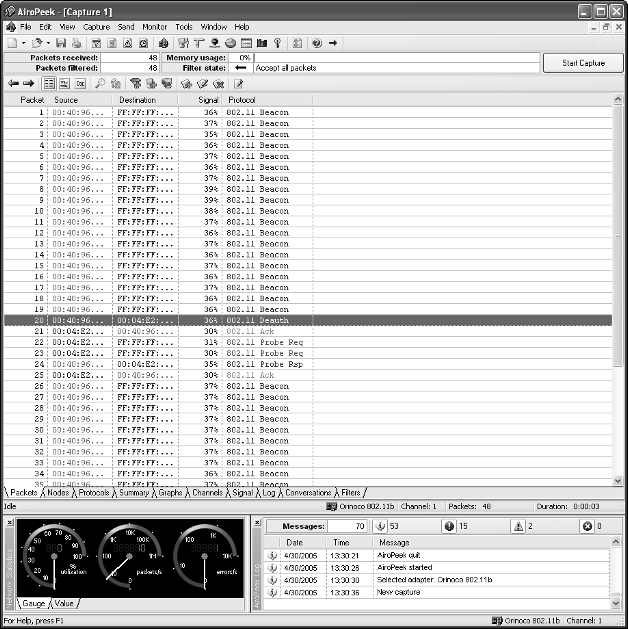 AiroPeek - [Capture 1]
File Edit View Capture Send Monitor Tools Window Help
Packets received: 48 Memory usage: 0%
Packets filtered: 48 Filter state: Accept all packets
Start Capture
Packet Source Destination Signal Protocol
1 00:40:96... FF:FF:FF:... 36% 802.11 Beacon
2 00:40:96... FF:FF:FF:... 37% 802.11 Beacon
3 00:40:96... FF:FF:FF:... 35% 802.11 Beacon
4 00:40:96... FF:FF:FF:... 36% 802.11 Beacon
5 00:40:96... FF:FF:FF:... 37% 802.11 Beacon
6 00:40:96... FF:FF:FF:... 36% 802.11 Beacon
7 00:40:96... FF:FF:FF:... 37% 802.11 Beacon
8 00:40:96... FF:FF:FF:... 39% 802.11 Beacon
9 00:40:96... FF:FF:FF:... 39% 802.11 Beacon
10 00:40:96... FF:FF:FF:... 38% 802.11 Beacon
11 00:40:96... FF:FF:FF:... 37% 802.11 Beacon
12 00:40:96... FF:FF:FF:... 36% 802.11 Beacon
13 00:40:96... FF:FF:FF:... 37% 802.11 Beacon
14 00:40:96... FF:FF:FF:... 36% 802.11 Beacon
15 00:40:96... FF:FF:FF:... 37% 802.11 Beacon
16 00:40:96... FF:FF:FF:... 36% 802.11 Beacon
17 00:40:96... FF:FF:FF:... 37% 802.11 Beacon
18 00:40:96... FF:FF:FF:... 36% 802.11 Beacon
19 00:40:96... FF:FF:FF:... 36% 802.11 Beacon
20 00:40:96... 00:04:E2:... 36% 802.11 Deauth
21 00:04:E2... 00:40:96:... 30% 802.11 Ack
22 00:04:E2... FF:FF:FF:... 31% 802.11 Probe Req
23 00:04:E2... FF:FF:FF:... 30% 802.11 Probe Req
24 00:40:96... 00:04:E2:... 35% 802.11 Probe Rsp
25 00:04:E2... 00:40:96:... 30% 802.11 Ack
26 00:40:96... FF:FF:FF:... 37% 802.11 Beacon
27 00:40:96... FF:FF:FF:... 37% 802.11 Beacon
28 00:40:96... FF:FF:FF:... 37% 802.11 Beacon
29 00:40:96... FF:FF:FF:... 37% 802.11 Beacon
30 00:40:96... FF:FF:FF:... 37% 802.11 Beacon
31 00:40:96... FF:FF:FF:... 37% 802.11 Beacon
32 00:40:96... FF:FF:FF:... 37% 802.11 Beacon
33 00:40:96... FF:FF:FF:... 37% 802.11 Beacon
34 00:40:96... FF:FF:FF:... 36% 802.11 Beacon
35 00:40:96... FF:FF:FF:... 37% 802.11 Beacon
Packets Nodes Protocols Summary Graphs Channels Signal Log Conversations Filters
Idle Orinoco 802.11b Channel: 1 Packets: 48 Duration: 0:00:03
Network Statistics
utilization packets/s errors/s
Gauge Value
AiroPeek Log
Messages: 70 53 15 2 0
Date Time Message
4/30/2005 13:30:21 AiroPeek quit
4/30/2005 13:30:26 AiroPeek started
4/30/2005 13:30:30 Selected adapter: Orinoco 802.11b
4/30/2005 13:30:36 New capture
For Help, press F1 Orinoco 802.11b Channel: 1